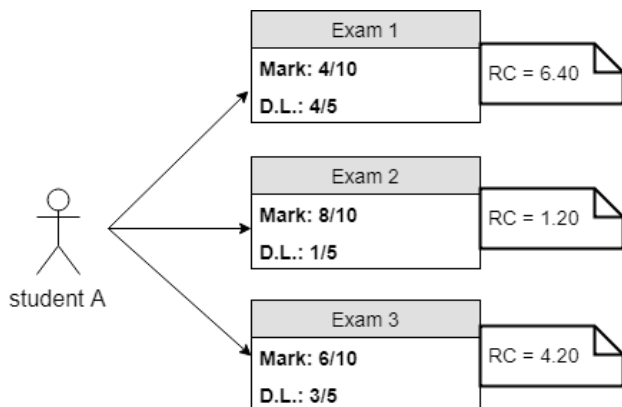 Exam 1
Mark: 4/10
D.L.: 4/5
RC = 6.40
Exam 2
Mark: 8/10
D.L.: 1/5
RC = 1.20
student A
Exam 3
Mark: 6/10
D.L.: 3/5
RC = 4.20